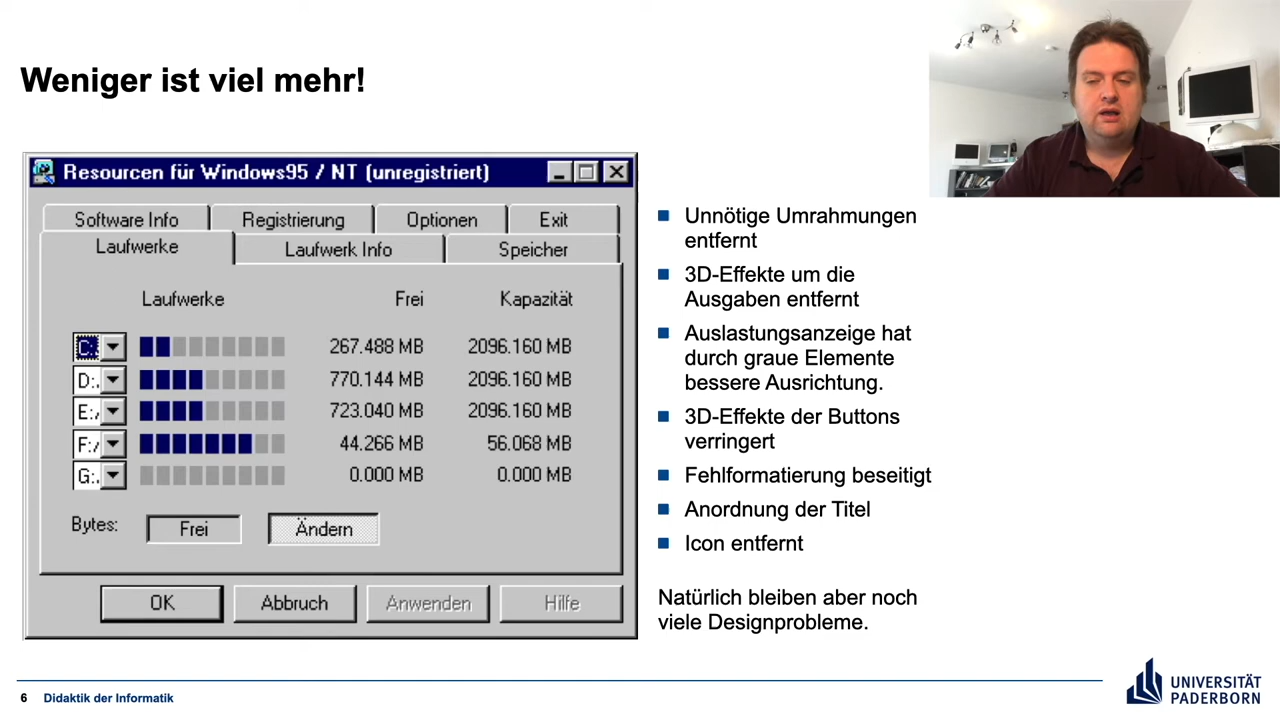 Weniger ist viel mehr!
Resourcen für Windows95 / NT (unregistriert)
Software Info
Registrierung
Optionen
Exit
Laufwerke
Laufwerk Info
Speicher
Laufwerke
Frei
Kapazität
C:
267.488 MB
2096.160 MB
D:
770.144 MB
2096.160 MB
E:/
723.040 MB
2096.160 MB
F:/
44.266 MB
56.068 MB
G:
0.000 MB
0.000 MB
Bytes:
Frei
Ändern
OK
Abbruch
Anwenden
Hilfe
Unnötige Umrahmungen
entfernt
3D-Effekte um die
Ausgaben entfernt
Auslastungsanzeige hat
durch graue Elemente
bessere Ausrichtung.
3D-Effekte der Buttons
verringert
Fehlformatierung beseitigt
Anordnung der Titel
Icon entfernt
Natürlich bleiben aber noch
viele Designprobleme.
6 Didaktik der Informatik
UNIVERSITÄT
PADERBORN